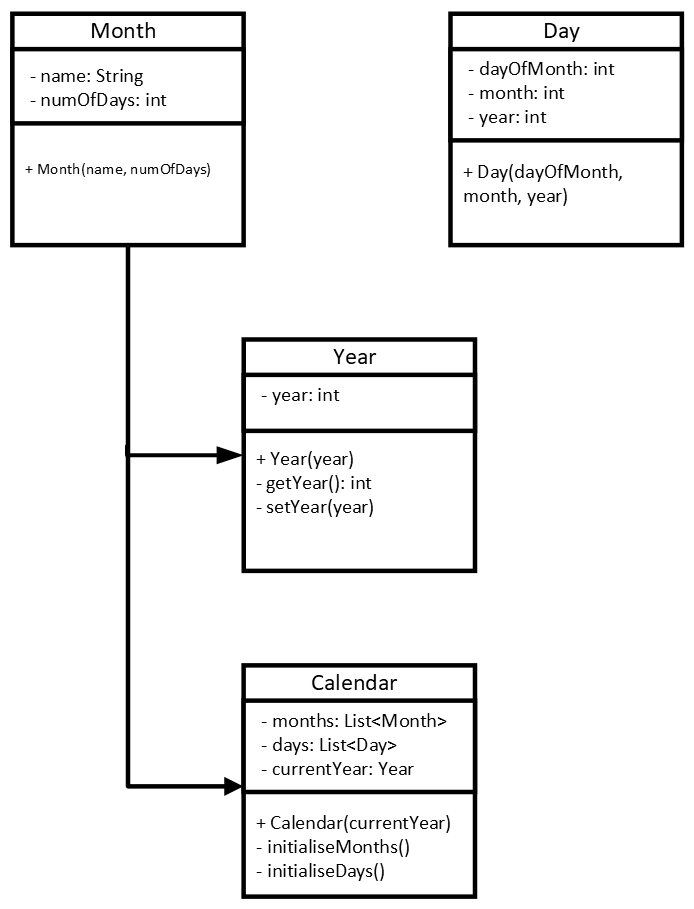 Month
- name: String
- numOfDays: int
+ Month(name, numOfDays)
Day
- dayOfMonth: int
- month: int
- year: int
+ Day(dayOfMonth,
month, year)
Year
- year: int
+ Year(year)
- getYear(): int
- setYear(year)
Calendar
- months: List<Month>
- days: List<Day>
- currentYear: Year
+ Calendar(currentYear)
- initialiseMonths()
- initialiseDays()